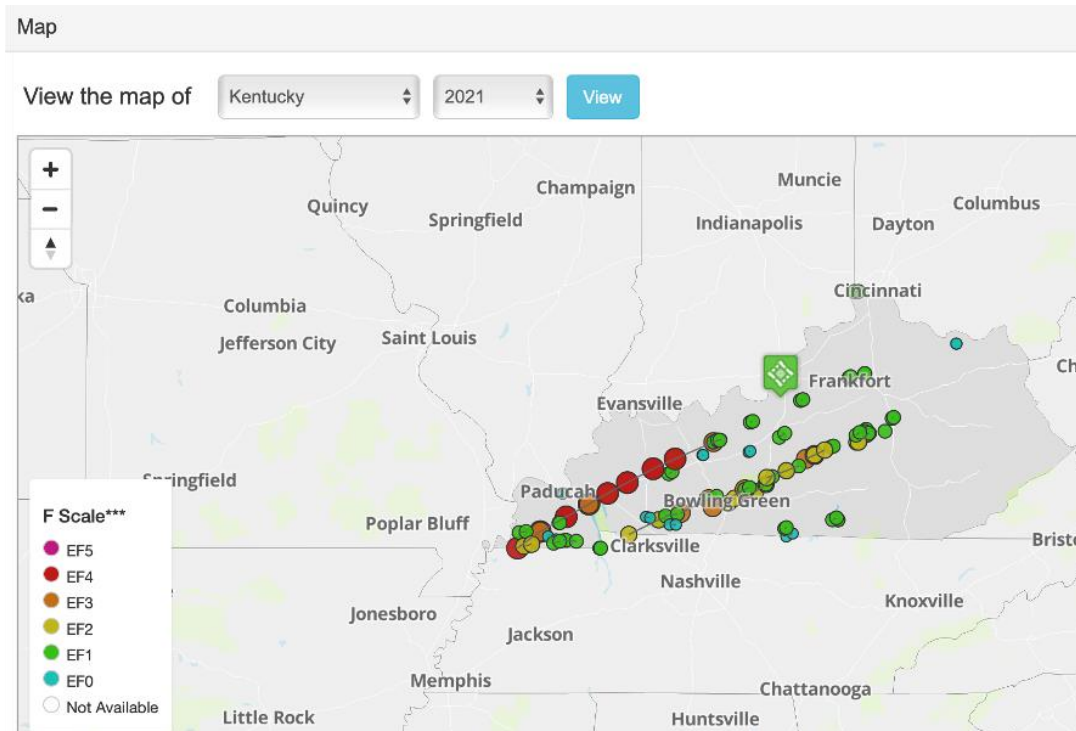 Map
View the map of Kentucky 2021 View
+
−
Muncie
Champaign
Columbus
Quincy
Springfield
Indianapolis
Dayton
ka
Columbia
Cincinnati
Jefferson City
Saint Louis
Ch
Frankfort
Evansville
Springfield
Paducah
Bowling Green
Poplar Bluff
Clarksville
Bristo
Nashville
Knoxville
Jonesboro
Jackson
Memphis
Chattanooga
Little Rock
Huntsville
F Scale***
EF5
EF4
EF3
EF2
EF1
EF0
Not Available